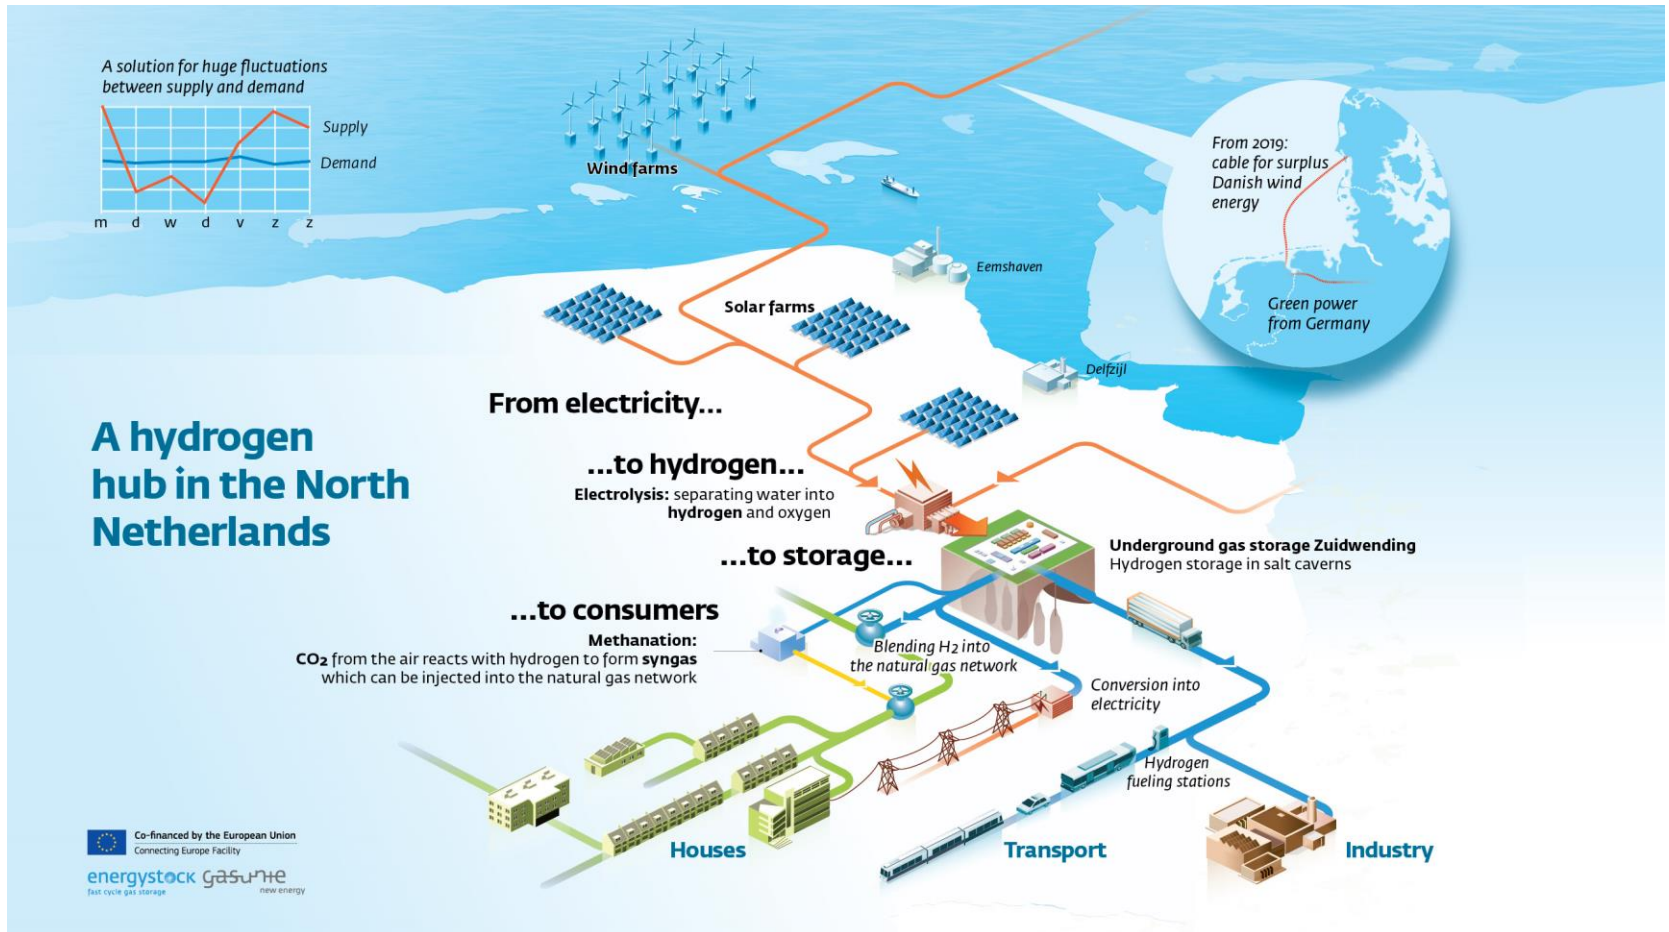 A solution for huge fluctuations
between supply and demand
Supply
Demand
m d w d v z z
Wind farms
From 2019:
cable for surplus
Danish wind
energy
Green power
from Germany
Eemshaven
Solar farms
Delfzijl
From electricity...
A hydrogen
hub in the North
Netherlands
...to hydrogen...
Electrolysis: separating water into
hydrogen and oxygen
...to storage...
Underground gas storage Zuidwending
Hydrogen storage in salt caverns
...to consumers
Methanation:
CO2 from the air reacts with hydrogen to form syngas
which can be injected into the natural gas network
Blending H2 into
the natural gas network
Conversion into
electricity
Hydrogen
fueling stations
Houses
Transport
Industry
Co-financed by the European Union
Connecting Europe Facility
energystock
fast cycle gas storage
gasunie
new energy